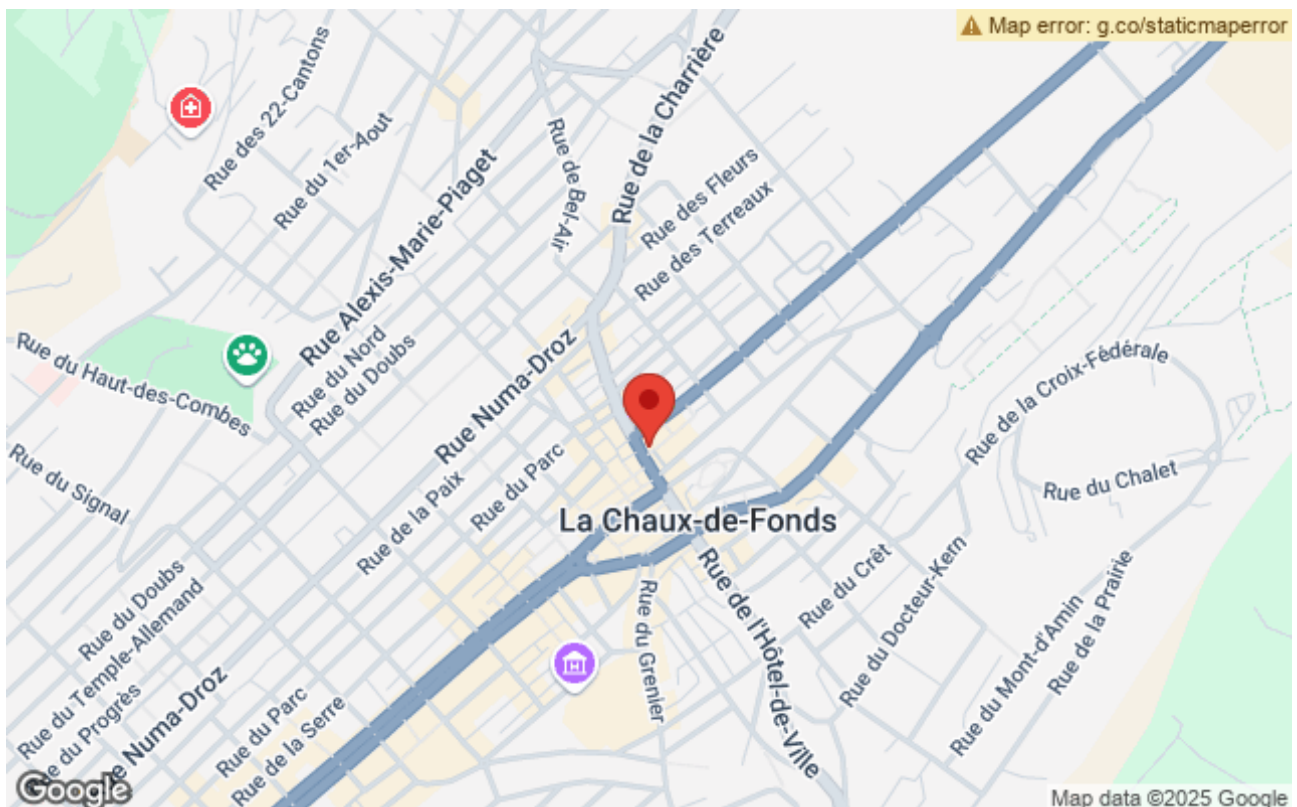 Map error: g.co/staticmaperror
Rue des 22-Cantons
Rue du 1er-Aout
Rue Alexis-Marie-Piaget
Rue de Bel-Air
Rue de la Charrière
Rue des Fleurs
Rue des Terreaux
Rue du Haut-des-Combes
Rue du Nord
Rue du Doubs
Rue Numa-Droz
Rue de la Croix-Fédérale
Rue du Signal
Rue de la Paix
Rue du Parc
Rue du Chalet
La Chaux-de-Fonds
Rue du Doubs
Rue du Temple-Allemand
Rue du Progrès
Rue Numa-Droz
Rue du Parc
Rue de la Serre
Rue du Grenier
Rue de l'Hôtel-de-Ville
Rue du Crêt
Rue du Docteur-Kern
Rue du Mont-d'Amin
Rue de la Prairie
Google
Map data ©2025 Google